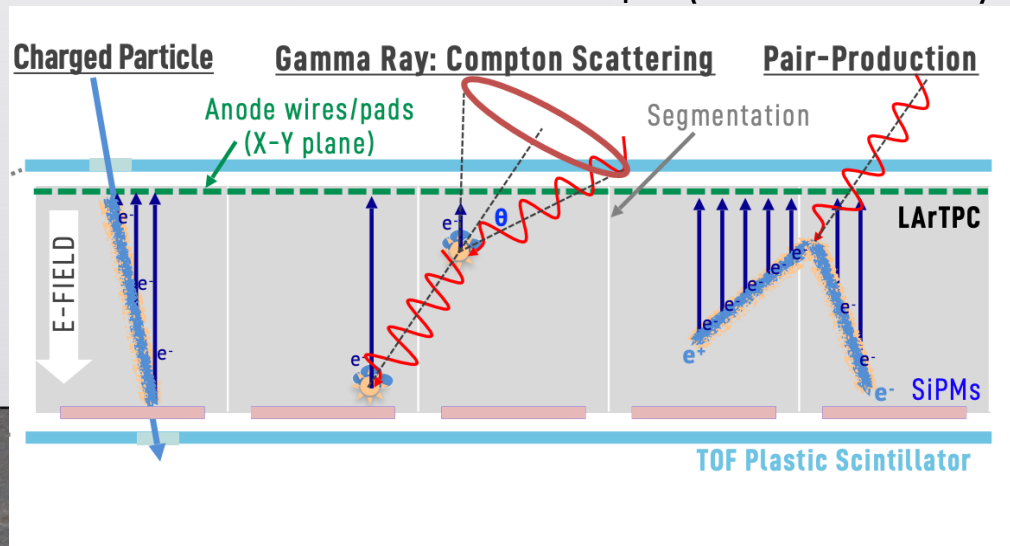 Charged Particle
Gamma Ray: Compton Scattering
Pair-Production
Anode wires/pads
(X-Y plane)
Segmentation
LArTPC
E-FIELD
θ
e-
e-
e-
e-
e-
e-
e-
e-
e-
e-
e-
e-
e-
e+
e-
SiPMs
TOF Plastic Scintillator